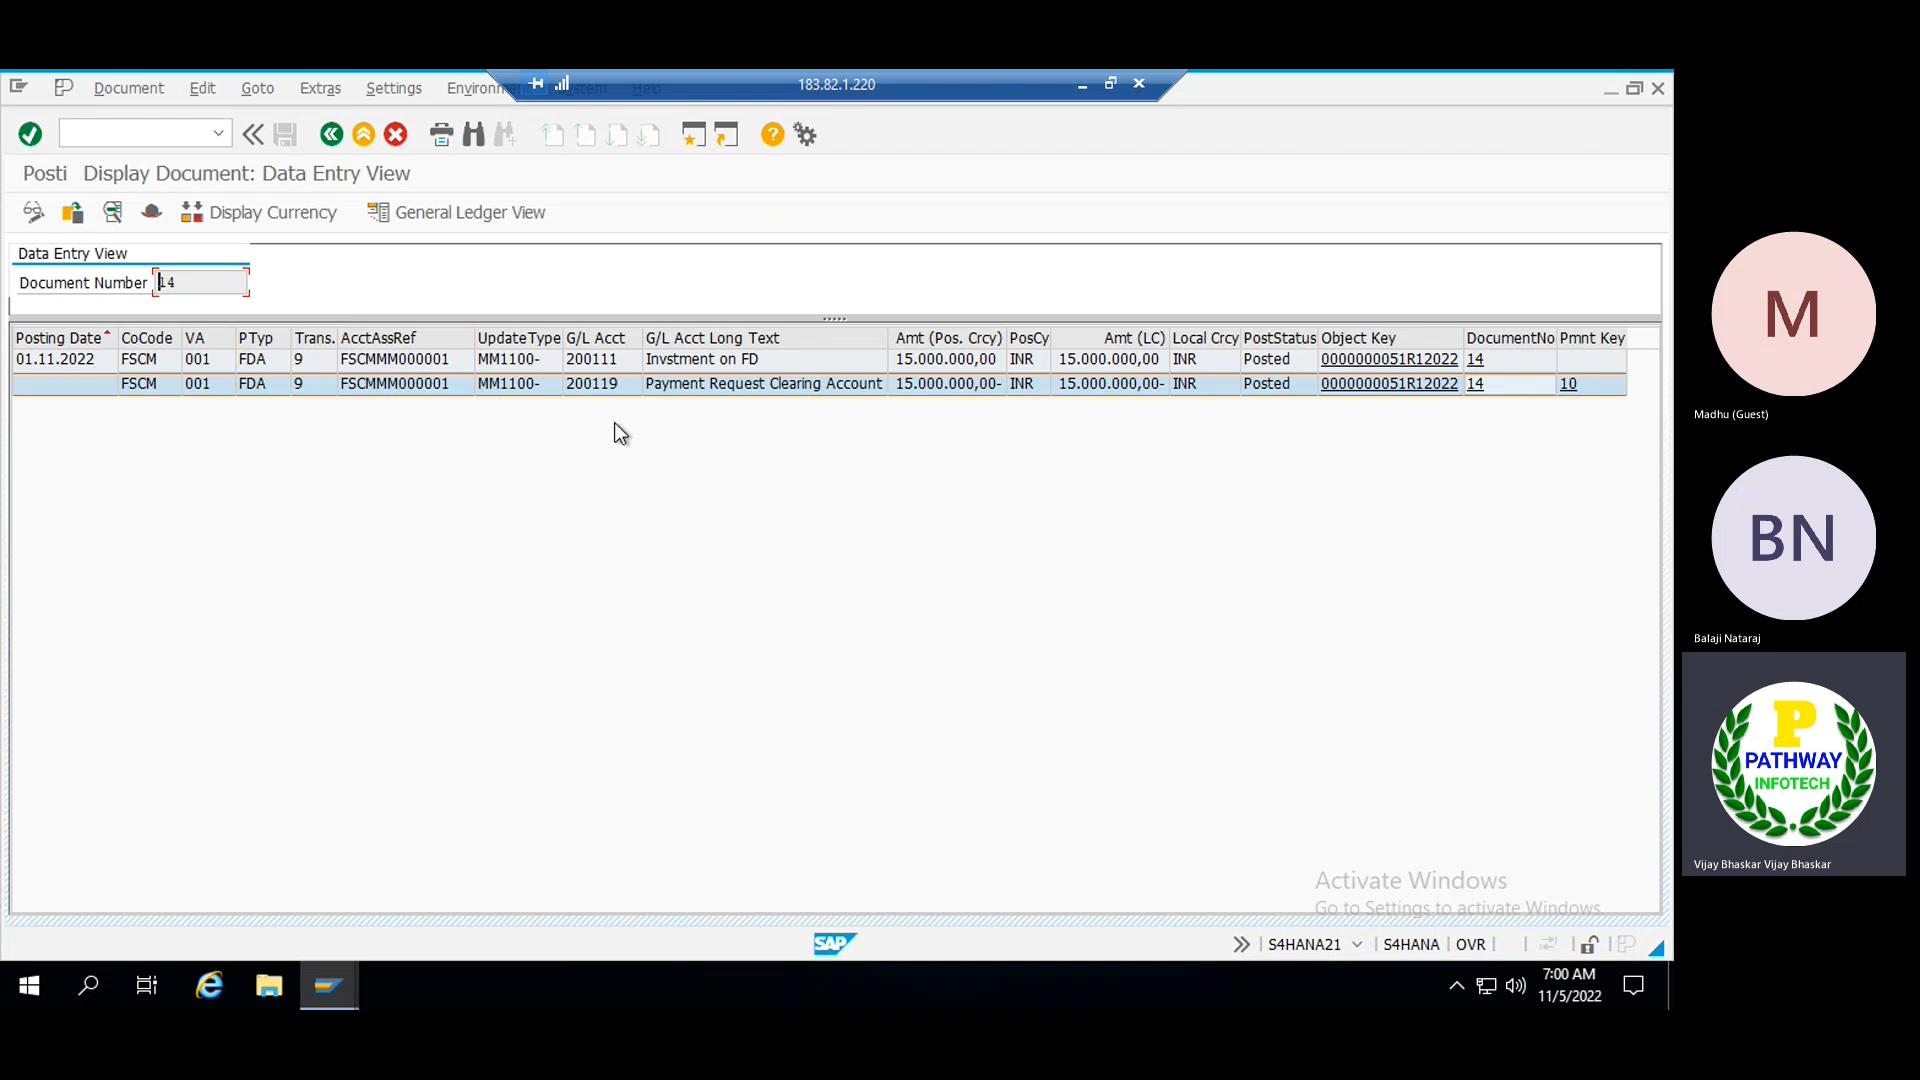 183.82.1.220
Document Edit Goto Extras Settings Environm System Help
Posti Display Document: Data Entry View
Display Currency General Ledger View
Data Entry View
Document Number 14
Posting Date CoCode VA PTyp Trans. AcctAssRef UpdateType G/L Acct G/L Acct Long Text Amt (Pos. Crcy) PosCy Amt (LC) Local Crcy PostStatus Object Key DocumentNo Pmnt Key
01.11.2022 FSCM 001 FDA 9 FSCMMM000001 MM1100- 200111 Invstment on FD 15.000.000,00 INR 15.000.000,00 INR Posted 0000000051R12022 14
FSCM 001 FDA 9 FSCMMM000001 MM1100- 200119 Payment Request Clearing Account 15.000.000,00- INR 15.000.000,00- INR Posted 0000000051R12022 14 10
M
Madhu (Guest)
BN
Balaji Nataraj
P
PATHWAY
INFOTECH
Vijay Bhaskar Vijay Bhaskar
Activate Windows
Go to Settings to activate Windows.
SAP
S4HANA21 S4HANA OVR
7:00 AM
11/5/2022